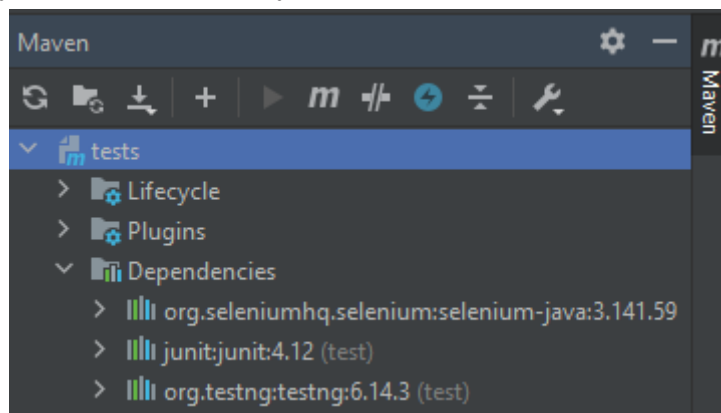 Maven
m
Maven
tests
Lifecycle
Plugins
Dependencies
org.seleniumhq.selenium:selenium-java:3.141.59
junit:junit:4.12 (test)
org.testng:testng:6.14.3 (test)